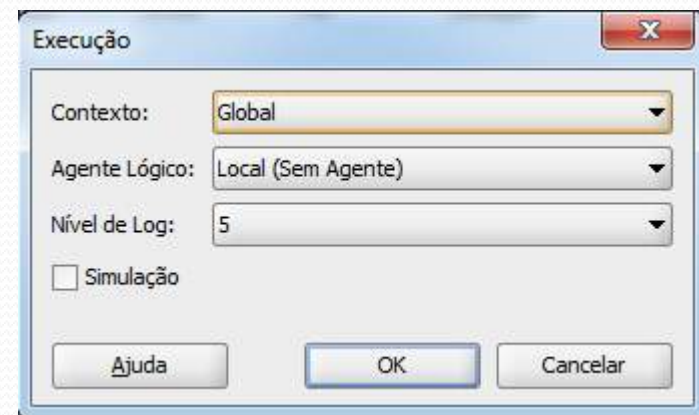 Execução
Contexto: Global
Agente Lógico: Local (Sem Agente)
Nível de Log: 5
Simulação
Ajuda OK Cancelar